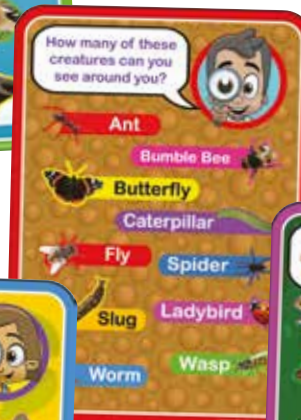 How many of these
creatures can you
see around you?
Ant
Bumble Bee
Butterfly
Caterpillar
Fly
Spider
Slug
Ladybird
Wasp
Worm